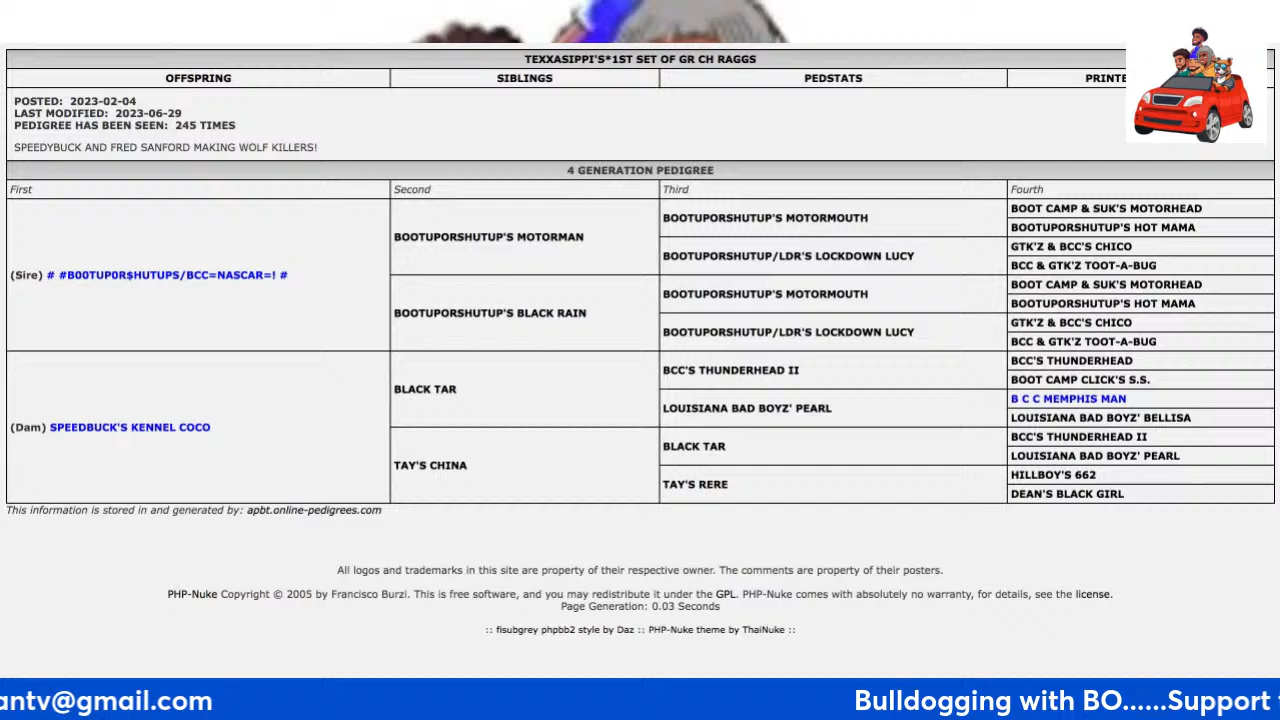 TEXXASIPPI'S*1ST SET OF GR CH RAGGS
OFFSPRING SIBLINGS PEDSTATS PRINTE
POSTED: 2023-02-04
LAST MODIFIED: 2023-06-29
PEDIGREE HAS BEEN SEEN: 245 TIMES
SPEEDYBUCK AND FRED SANFORD MAKING WOLF KILLERS!
4 GENERATION PEDIGREE
First Second Third Fourth
(Sire) # #B00TUP0R$HUTUPS/BCC=NASCAR=! #
BOOTUPORSHUTUP'S MOTORMAN
BOOTUPORSHUTUP'S MOTORMOUTH
BOOT CAMP & SUK'S MOTORHEAD
BOOTUPORSHUTUP'S HOT MAMA
BOOTUPORSHUTUP/LDR'S LOCKDOWN LUCY
GTK'Z & BCC'S CHICO
BCC & GTK'Z TOOT-A-BUG
BOOTUPORSHUTUP'S BLACK RAIN
BOOTUPORSHUTUP'S MOTORMOUTH
BOOT CAMP & SUK'S MOTORHEAD
BOOTUPORSHUTUP'S HOT MAMA
BOOTUPORSHUTUP/LDR'S LOCKDOWN LUCY
GTK'Z & BCC'S CHICO
BCC & GTK'Z TOOT-A-BUG
(Dam) SPEEDBUCK'S KENNEL COCO
BLACK TAR
BCC'S THUNDERHEAD II
BCC'S THUNDERHEAD
BOOT CAMP CLICK'S S.S.
LOUISIANA BAD BOYZ' PEARL
B C C MEMPHIS MAN
LOUISIANA BAD BOYZ' BELLISA
TAY'S CHINA
BLACK TAR
BCC'S THUNDERHEAD II
LOUISIANA BAD BOYZ' PEARL
TAY'S RERE
HILLBOY'S 662
DEAN'S BLACK GIRL
This information is stored in and generated by: apbt.online-pedigrees.com
All logos and trademarks in this site are property of their respective owner. The comments are property of their posters.
PHP-Nuke Copyright © 2005 by Francisco Burzi. This is free software, and you may redistribute it under the GPL. PHP-Nuke comes with absolutely no warranty, for details, see the license.
Page Generation: 0.03 Seconds
:: fisubgrey phpbb2 style by Daz :: PHP-Nuke theme by ThaiNuke ::
antv@gmail.com Bulldogging with BO......Support